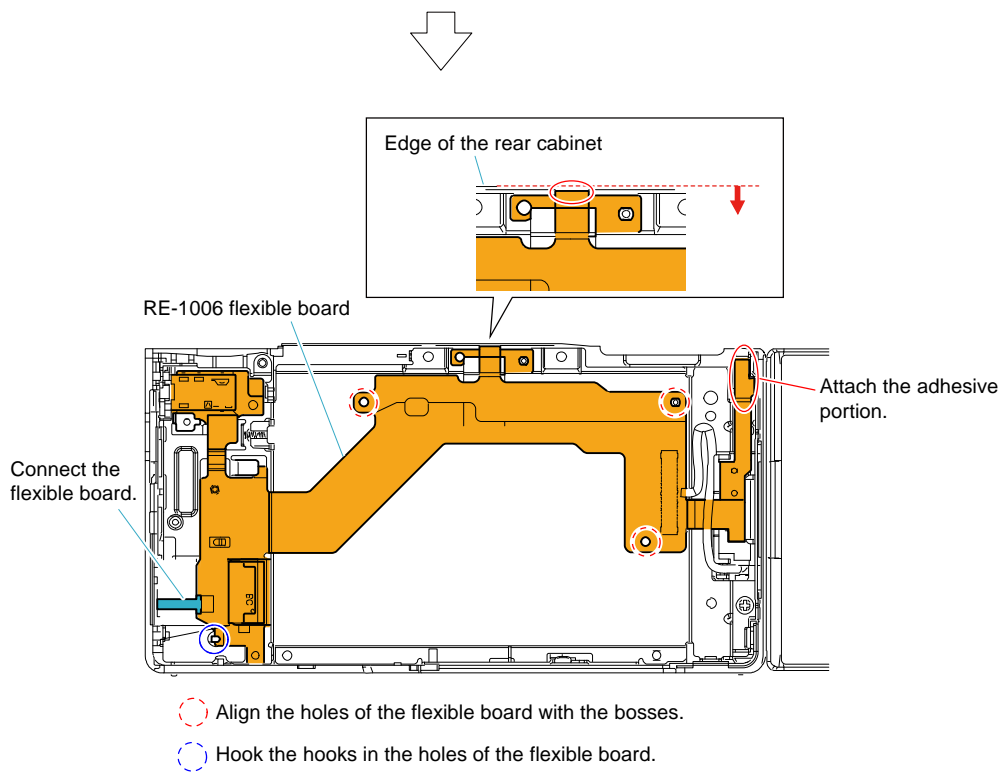 Edge of the rear cabinet
RE-1006 flexible board
Attach the adhesive
portion.
Connect the
flexible board.
Align the holes of the flexible board with the bosses.
Hook the hooks in the holes of the flexible board.